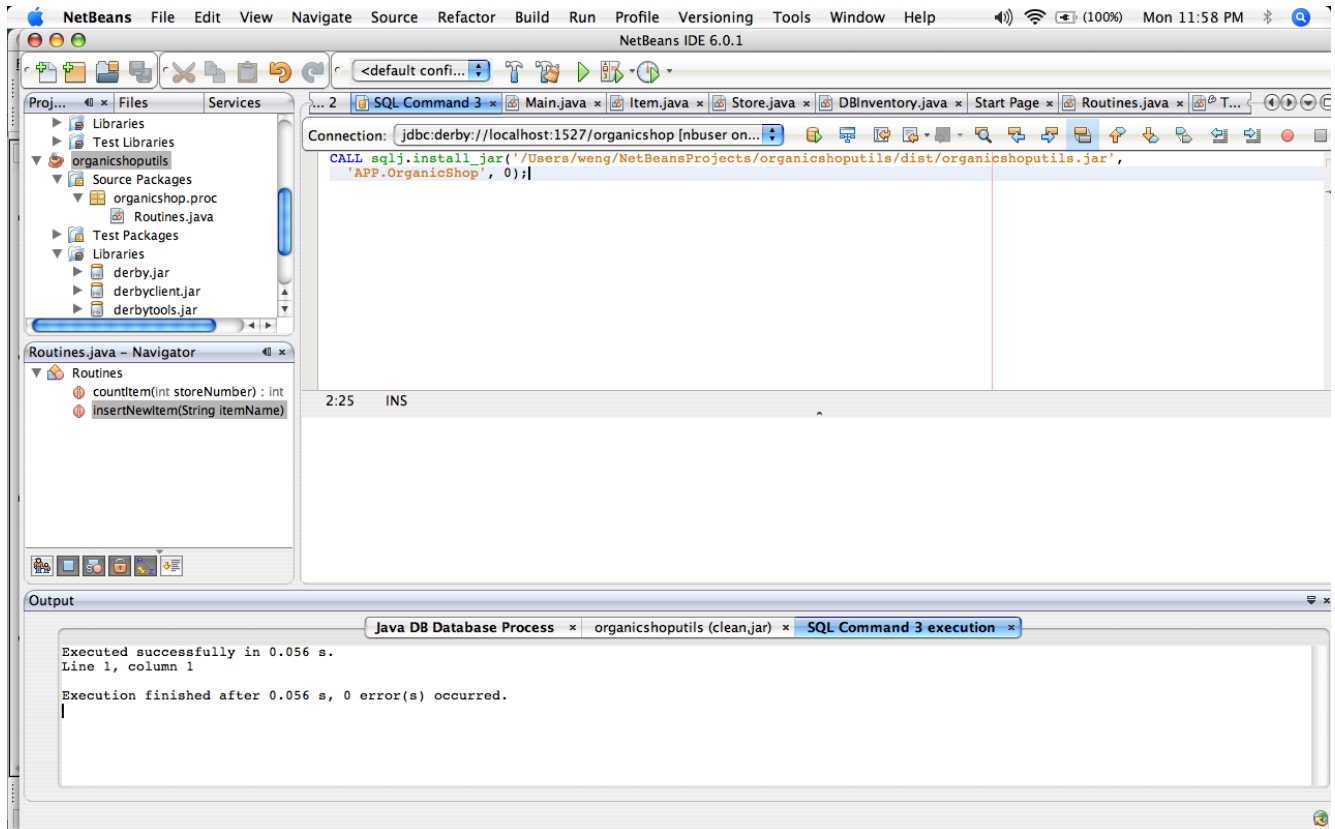 NetBeans File Edit View Navigate Source Refactor Build Run Profile Versioning Tools Window Help (100%) Mon 11:58 PM
NetBeans IDE 6.0.1
<default confi...
Proj... Files Services
... 2 SQL Command 3 Main.java Item.java Store.java DBInventory.java Start Page Routines.java T...
Libraries
Test Libraries
organicshoputils
Source Packages
organicshop.proc
Routines.java
Test Packages
Libraries
derby.jar
derbyclient.jar
derbytools.jar
Connection: jdbc:derby://localhost:1527/organicshop [nbuser on...
CALL sqlj.install_jar('/Users/weng/NetBeansProjects/organicshoputils/dist/organicshoputils.jar',
'APP.OrganicShop', 0);
2:25 INS
Routines.java – Navigator
Routines
countItem(int storeNumber) : int
insertNewItem(String itemName)
Output
Java DB Database Process organicshoputils (clean,jar) SQL Command 3 execution
Executed successfully in 0.056 s.
Line 1, column 1
Execution finished after 0.056 s, 0 error(s) occurred.